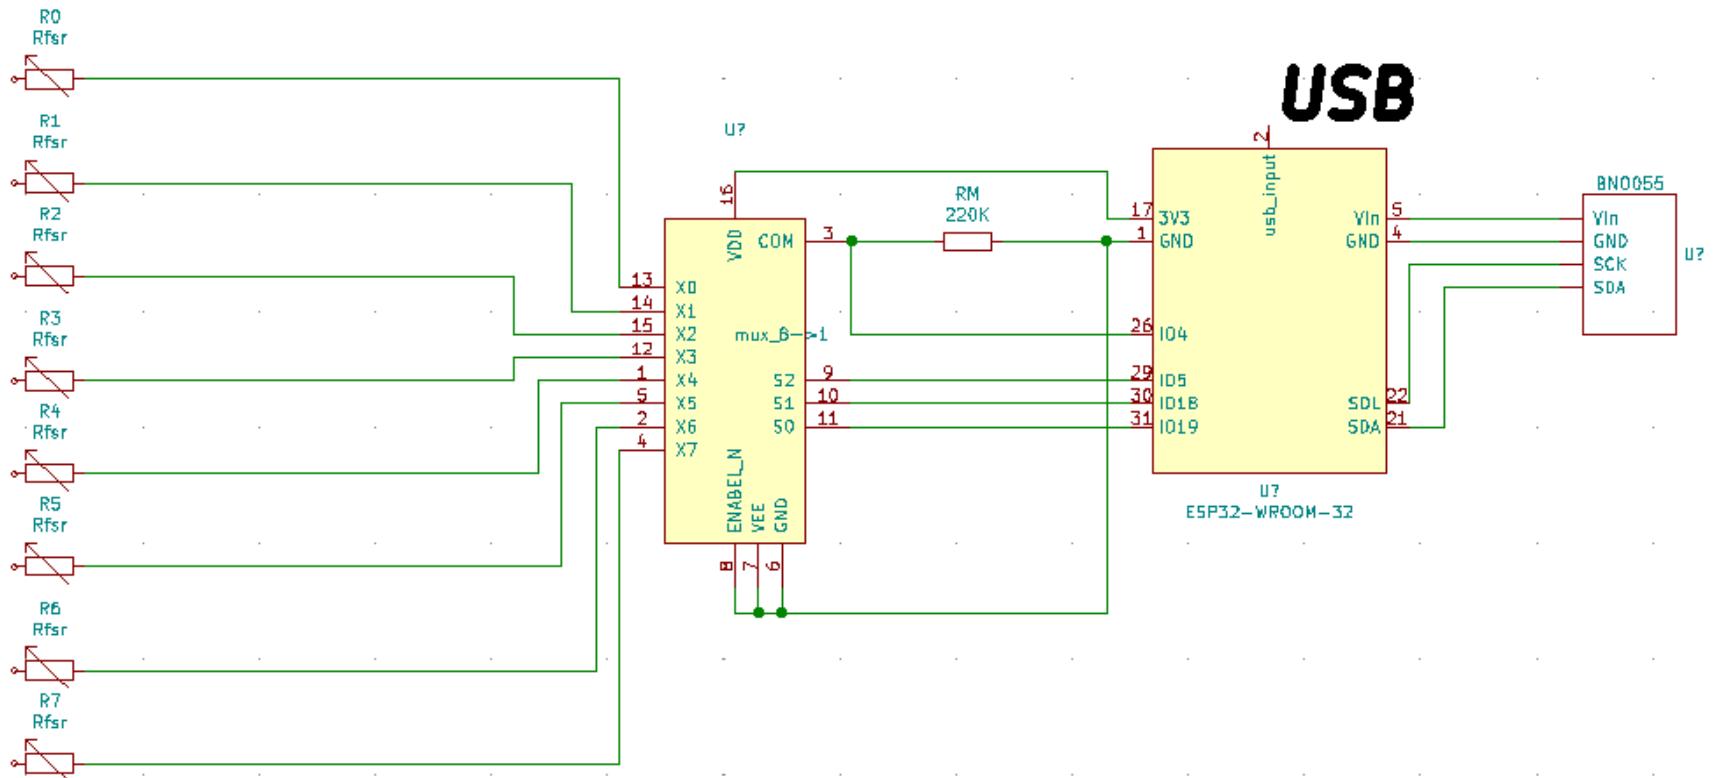 R0
Rfsr
R1
Rfsr
R2
Rfsr
R3
Rfsr
R4
Rfsr
R5
Rfsr
R6
Rfsr
R7
Rfsr
U?
16
VDD
COM
3
13
X0
14
X1
15
X2
12
X3
1
X4
5
X5
2
X6
4
X7
mux_8->1
S2
9
S1
10
S0
11
ENABEL_N
VEE
GND
8
7
6
RM
220K
USB
2
usb_input
17
3V3
1
GND
26
IO4
29
IO5
30
IO18
31
IO19
VIn
5
GND
4
SDL
22
SDA
21
U?
ESP32-WROOM-32
BNO055
VIn
GND
SCK
SDA
U?